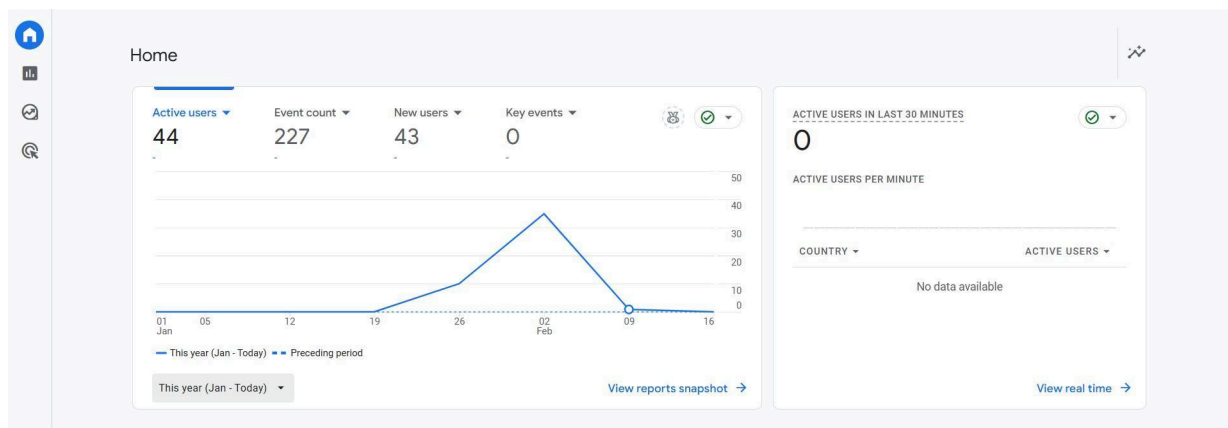 Home
Active users Event count New users Key events
44 227 43 0
- - - -
50
40
30
20
10
0
01 05 12 19 26 02 09 16
Jan Feb
This year (Jan - Today) Preceding period
This year (Jan - Today)
View reports snapshot
ACTIVE USERS IN LAST 30 MINUTES
0
ACTIVE USERS PER MINUTE
COUNTRY ACTIVE USERS
No data available
View real time